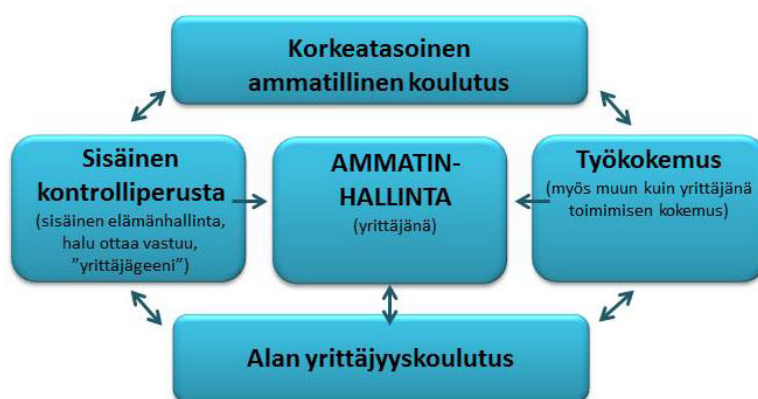 Korkeatasoinen
ammatillinen koulutus
Sisäinen
kontrolliperusta
(sisäinen elämänhallinta,
halu ottaa vastuu,
”yrittäjägeeni”)
AMMATIN-
HALLINTA
(yrittäjänä)
Työkokemus
(myös muun kuin yrittäjänä
toimimisen kokemus)
Alan yrittäjyyskoulutus